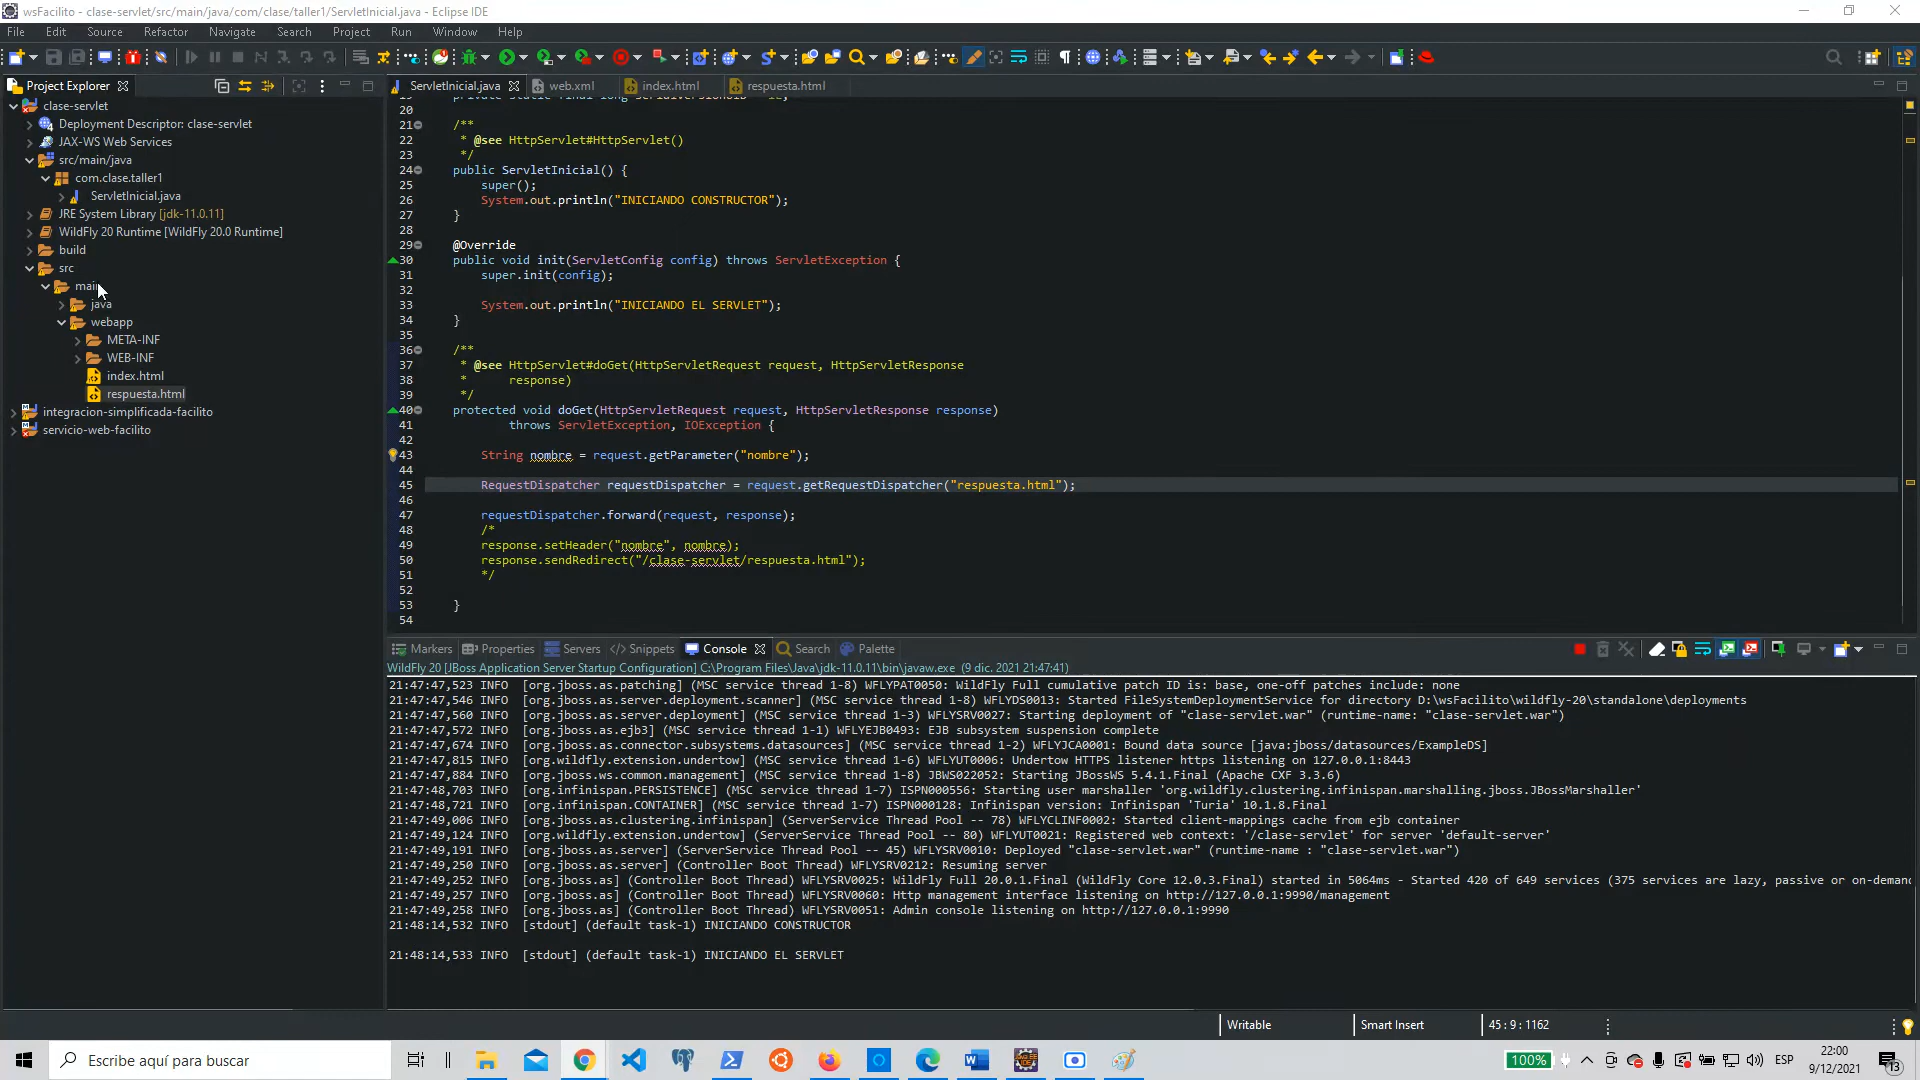 wsFacilito - clase-servlet/src/main/java/com/clase/taller1/ServletInicial.java - Eclipse IDE
File Edit Source Refactor Navigate Search Project Run Window Help
Project Explorer
clase-servlet
Deployment Descriptor: clase-servlet
JAX-WS Web Services
src/main/java
com.clase.taller1
ServletInicial.java
JRE System Library [jdk-11.0.11]
WildFly 20 Runtime [WildFly 20.0 Runtime]
build
src
main
java
webapp
META-INF
WEB-INF
index.html
respuesta.html
integracion-simplificada-facilito
servicio-web-facilito
ServletInicial.java web.xml index.html respuesta.html
20
21 /**
22 * @see HttpServlet#HttpServlet()
23 */
24 public ServletInicial() {
25 super();
26 System.out.println("INICIANDO CONSTRUCTOR");
27 }
28
29 @Override
30 public void init(ServletConfig config) throws ServletException {
31 super.init(config);
32
33 System.out.println("INICIANDO EL SERVLET");
34 }
35
36 /**
37 * @see HttpServlet#doGet(HttpServletRequest request, HttpServletResponse
38 * response)
39 */
40 protected void doGet(HttpServletRequest request, HttpServletResponse response)
41 throws ServletException, IOException {
42
43 String nombre = request.getParameter("nombre");
44
45 RequestDispatcher requestDispatcher = request.getRequestDispatcher("respuesta.html");
46
47 requestDispatcher.forward(request, response);
48 /*
49 response.setHeader("nombre", nombre);
50 response.sendRedirect("/clase-servlet/respuesta.html");
51 */
52
53 }
54
Markers Properties Servers Snippets Console Search Palette
WildFly 20 [JBoss Application Server Startup Configuration] C:\Program Files\Java\jdk-11.0.11\bin\javaw.exe (9 dic. 2021 21:47:41)
21:47:47,523 INFO [org.jboss.as.patching] (MSC service thread 1-8) WFLYPAT0050: WildFly Full cumulative patch ID is: base, one-off patches include: none
21:47:47,546 INFO [org.jboss.as.server.deployment.scanner] (MSC service thread 1-8) WFLYDS0013: Started FileSystemDeploymentService for directory D:\wsFacilito\wildfly-20\standalone\deployments
21:47:47,560 INFO [org.jboss.as.server.deployment] (MSC service thread 1-3) WFLYSRV0027: Starting deployment of "clase-servlet.war" (runtime-name: "clase-servlet.war")
21:47:47,572 INFO [org.jboss.as.ejb3] (MSC service thread 1-1) WFLYEJB0493: EJB subsystem suspension complete
21:47:47,674 INFO [org.jboss.as.connector.subsystems.datasources] (MSC service thread 1-2) WFLYJCA0001: Bound data source [java:jboss/datasources/ExampleDS]
21:47:47,815 INFO [org.wildfly.extension.undertow] (MSC service thread 1-6) WFLYUT0006: Undertow HTTPS listener https listening on 127.0.0.1:8443
21:47:47,884 INFO [org.jboss.ws.common.management] (MSC service thread 1-8) JBWS022052: Starting JBossWS 5.4.1.Final (Apache CXF 3.3.6)
21:47:48,703 INFO [org.infinispan.PERSISTENCE] (MSC service thread 1-7) ISPN000556: Starting user marshaller 'org.wildfly.clustering.infinispan.marshalling.jboss.JBossMarshaller'
21:47:48,721 INFO [org.infinispan.CONTAINER] (MSC service thread 1-7) ISPN000128: Infinispan version: Infinispan 'Turia' 10.1.8.Final
21:47:49,006 INFO [org.jboss.as.clustering.infinispan] (ServerService Thread Pool -- 78) WFLYCLINF0002: Started client-mappings cache from ejb container
21:47:49,124 INFO [org.wildfly.extension.undertow] (ServerService Thread Pool -- 80) WFLYUT0021: Registered web context: '/clase-servlet' for server 'default-server'
21:47:49,191 INFO [org.jboss.as.server] (ServerService Thread Pool -- 45) WFLYSRV0010: Deployed "clase-servlet.war" (runtime-name : "clase-servlet.war")
21:47:49,250 INFO [org.jboss.as.server] (Controller Boot Thread) WFLYSRV0212: Resuming server
21:47:49,252 INFO [org.jboss.as] (Controller Boot Thread) WFLYSRV0025: WildFly Full 20.0.1.Final (WildFly Core 12.0.3.Final) started in 5064ms - Started 420 of 649 services (375 services are lazy, passive or on-deman
21:47:49,257 INFO [org.jboss.as] (Controller Boot Thread) WFLYSRV0060: Http management interface listening on http://127.0.0.1:9990/management
21:47:49,258 INFO [org.jboss.as] (Controller Boot Thread) WFLYSRV0051: Admin console listening on http://127.0.0.1:9990
21:48:14,532 INFO [stdout] (default task-1) INICIANDO CONSTRUCTOR
21:48:14,533 INFO [stdout] (default task-1) INICIANDO EL SERVLET
Writable Smart Insert 45 : 9 : 1162
Escribe aquí para buscar
100% ESP 22:00
9/12/2021
13